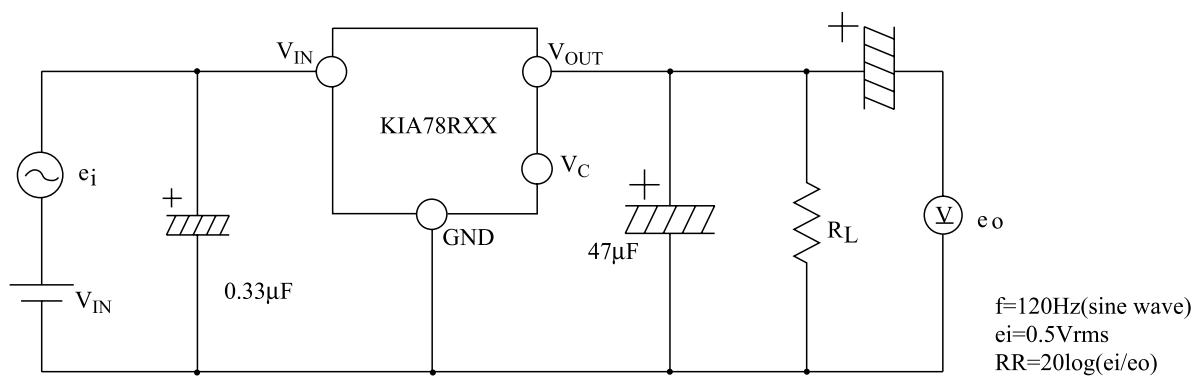 +
VIN
VOUT
KIA78RXX
ei
VC
+
+
V
eo
GND
RL
47μF
0.33μF
VIN
f=120Hz(sine wave)
ei=0.5Vrms
RR=20log(ei/eo)